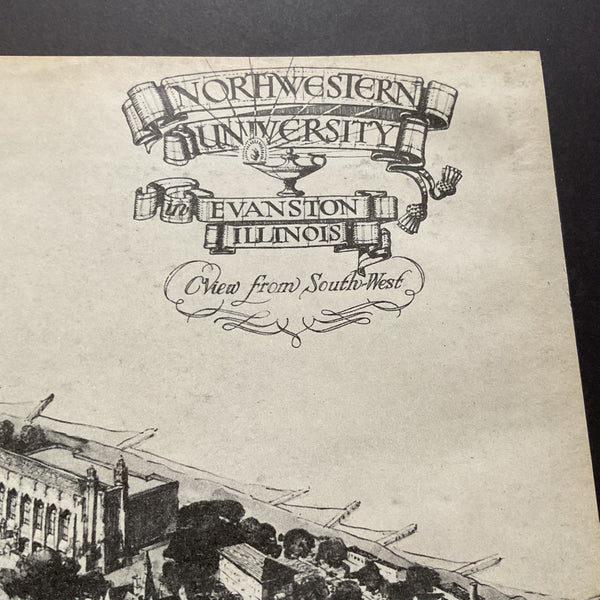 NORTHWESTERN
UNIVERSITY
in EVANSTON
ILLINOIS
View from South-West